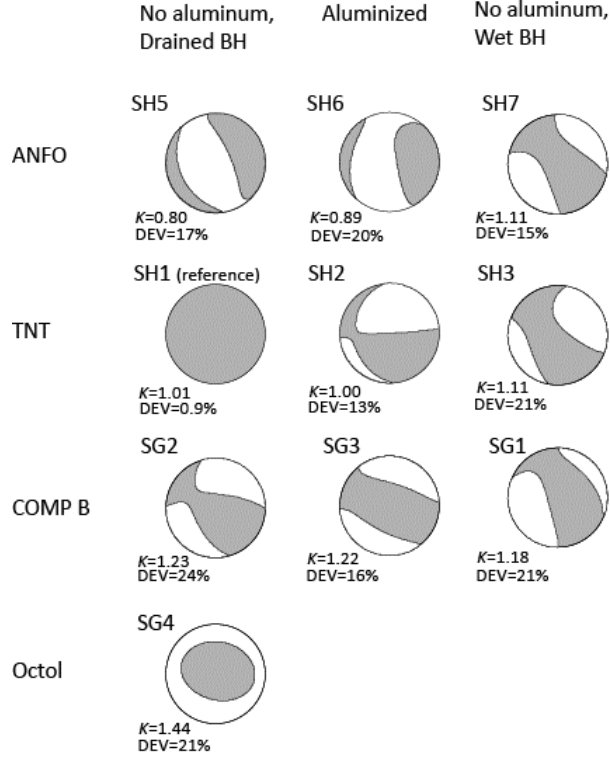 No aluminum,
Drained BH
Aluminized
No aluminum,
Wet BH
ANFO
SH5
K=0.80
DEV=17%
SH6
K=0.89
DEV=20%
SH7
K=1.11
DEV=15%
TNT
SH1 (reference)
K=1.01
DEV=0.9%
SH2
K=1.00
DEV=13%
SH3
K=1.11
DEV=21%
COMP B
SG2
K=1.23
DEV=24%
SG3
K=1.22
DEV=16%
SG1
K=1.18
DEV=21%
Octol
SG4
K=1.44
DEV=21%